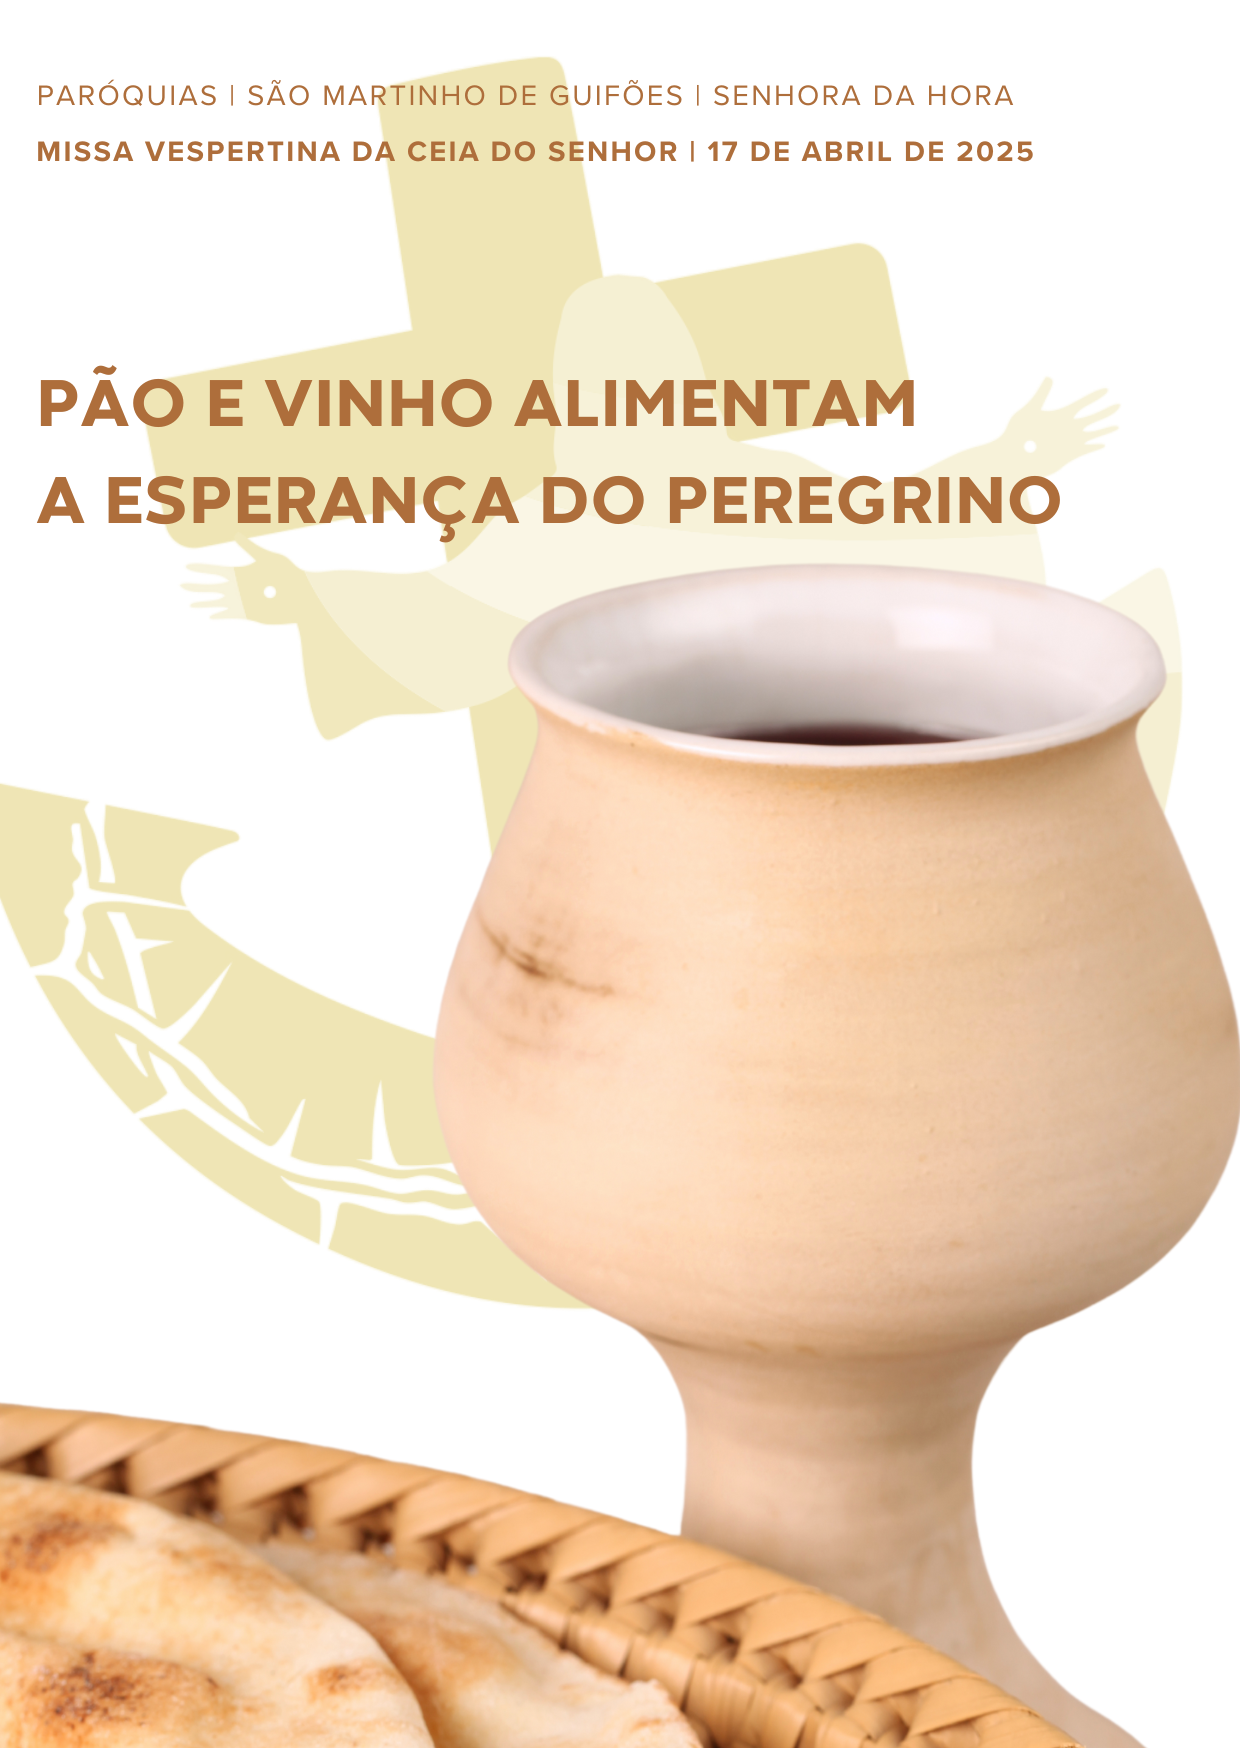 PARÓQUIAS | SÃO MARTINHO DE GUIFÕES | SENHORA DA HORA
MISSA VESPERTINA DA CEIA DO SENHOR | 17 DE ABRIL DE 2025
PÃO E VINHO ALIMENTAM
A ESPERANÇA DO PEREGRINO